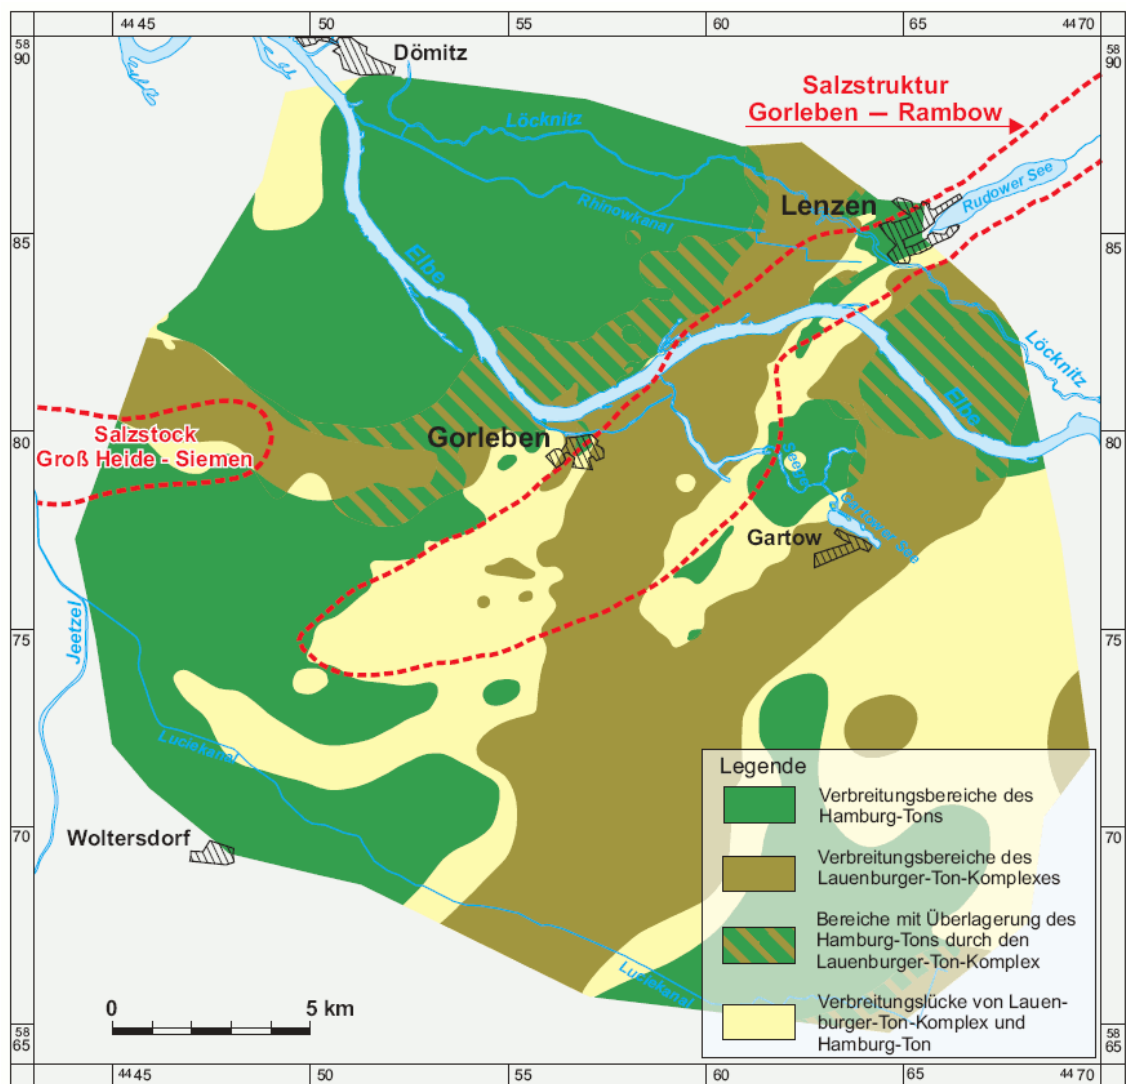 44 45
50
55
60
65
44 70
58
90
58
90
Dömitz
Salzstruktur
Gorleben — Rambow
Löcknitz
Rudower See
Lenzen
Rhinowkanal
85
85
Elbe
Löcknitz
Elbe
80
80
Gorleben
Salzstock
Groß Heide - Siemen
Seege
Gartower See
Gartow
Jeetzel
75
75
Luciekanal
Legende
Verbreitungsbereiche des
Hamburg-Tons
70
70
Woltersdorf
Verbreitungsbereiche des
Lauenburger-Ton-Komplexes
Bereiche mit Überlagerung des
Hamburg-Tons durch den
Lauenburger-Ton-Komplex
Luciekanal
Verbreitungslücke von Lauen-
burger-Ton-Komplex und
Hamburg-Ton
0 5 km
58
65
58
65
44 45
50
55
60
65
44 70